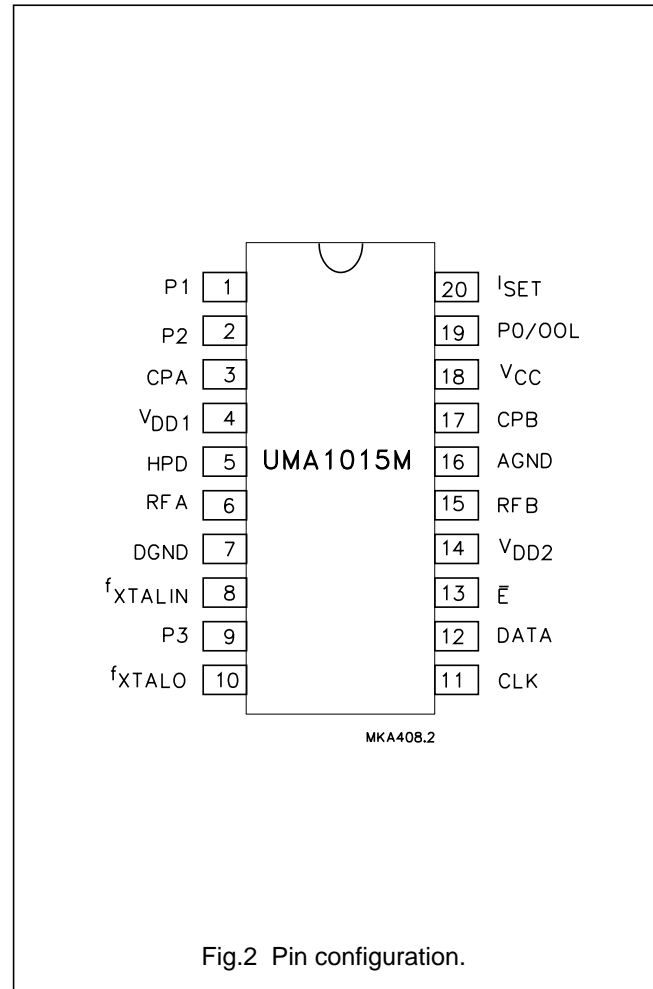 P1 1 20 ISET
P2 2 19 P0/OOL
CPA 3 18 VCC
VDD1 4 17 CPB
HPD 5 UMA1015M 16 AGND
RFA 6 15 RFB
DGND 7 14 VDD2
fXTALIN 8 13 Ē
P3 9 12 DATA
fXTALO 10 11 CLK
MKA408.2
Fig.2 Pin configuration.